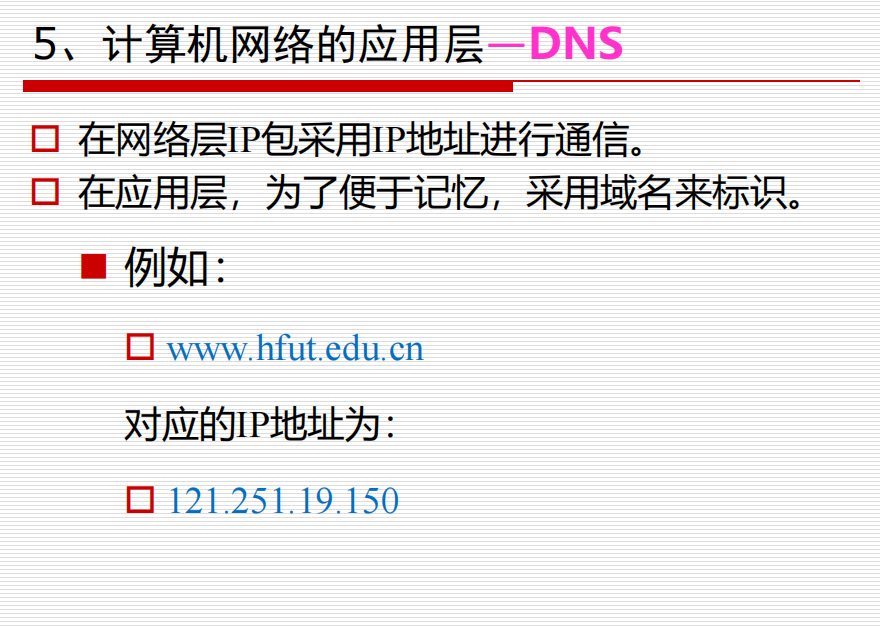 5、计算机网络的应用层—DNS
在网络层IP包采用IP地址进行通信。
在应用层，为了便于记忆，采用域名来标识。
例如：
www.hfut.edu.cn
对应的IP地址为：
121.251.19.150